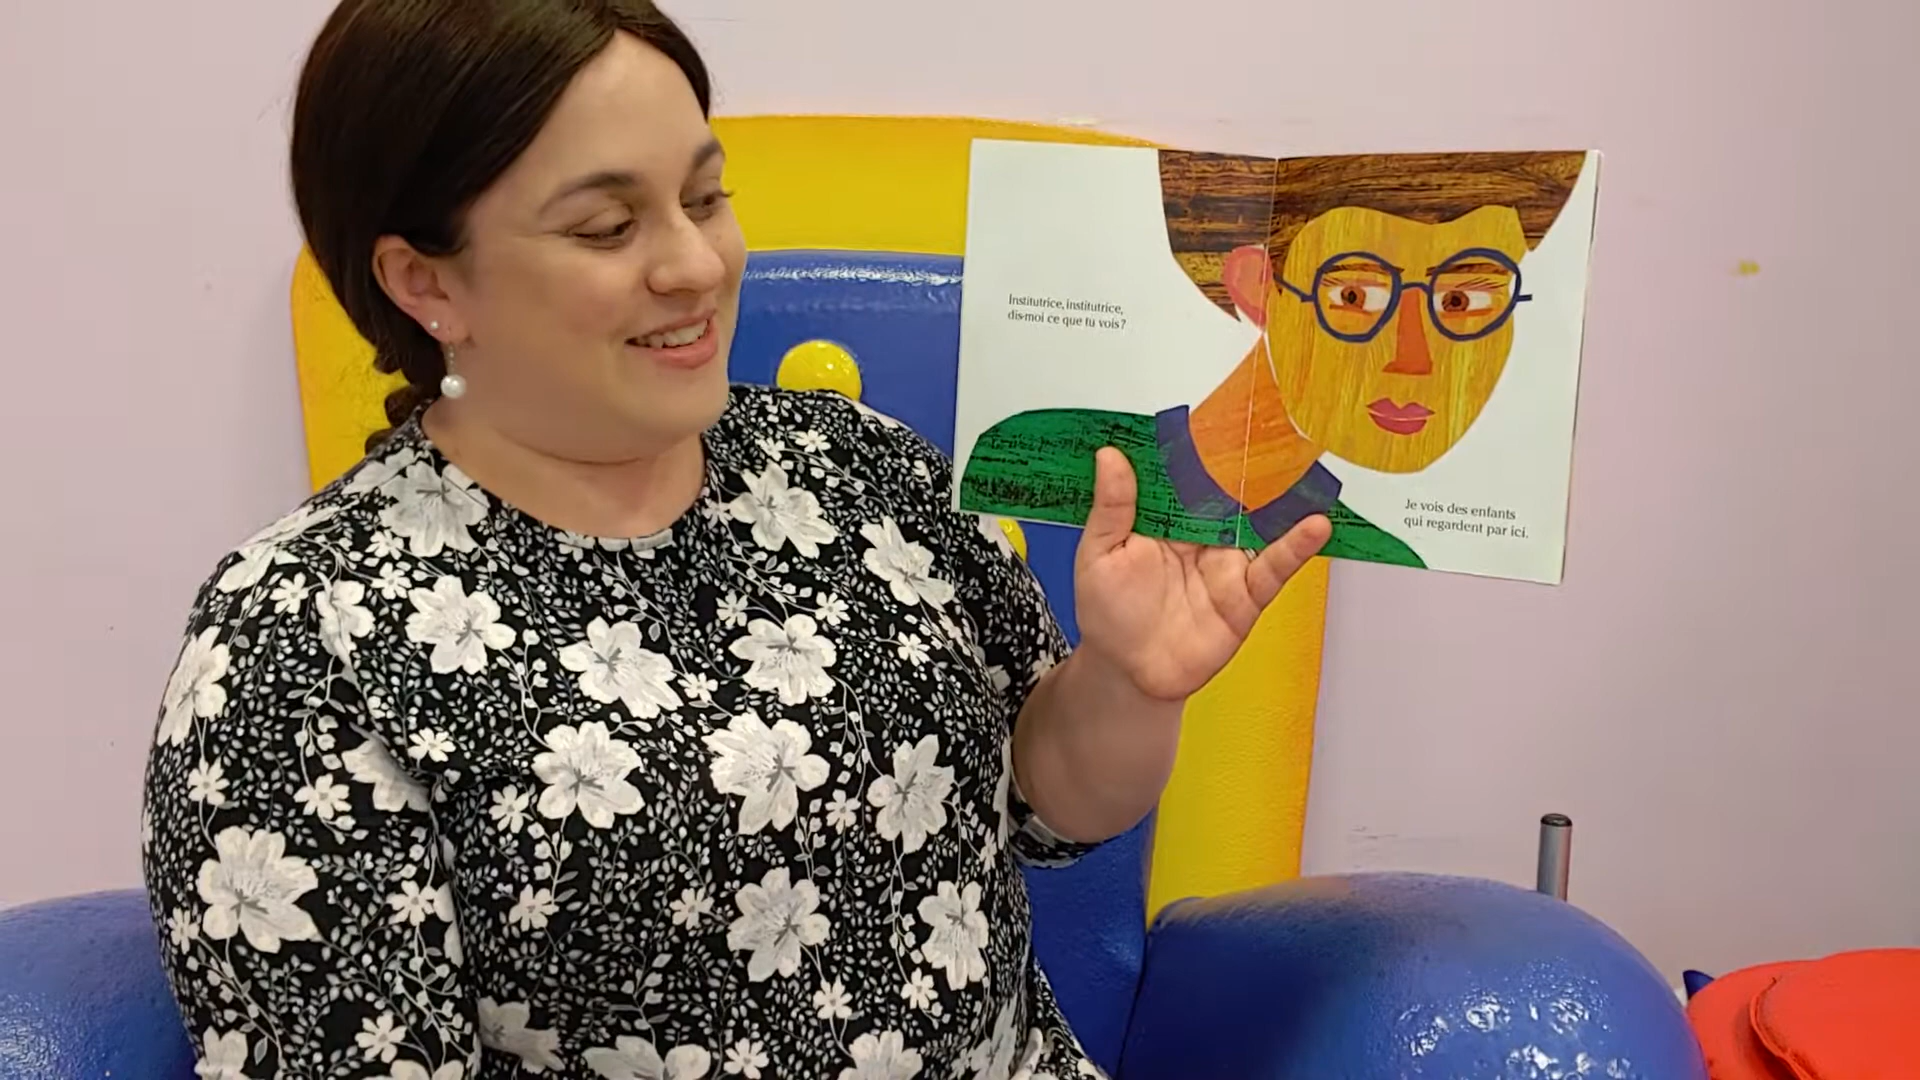 Institutrice, institutrice,
dis-moi ce que tu vois?
Je vois des enfants
qui regardent par ici.